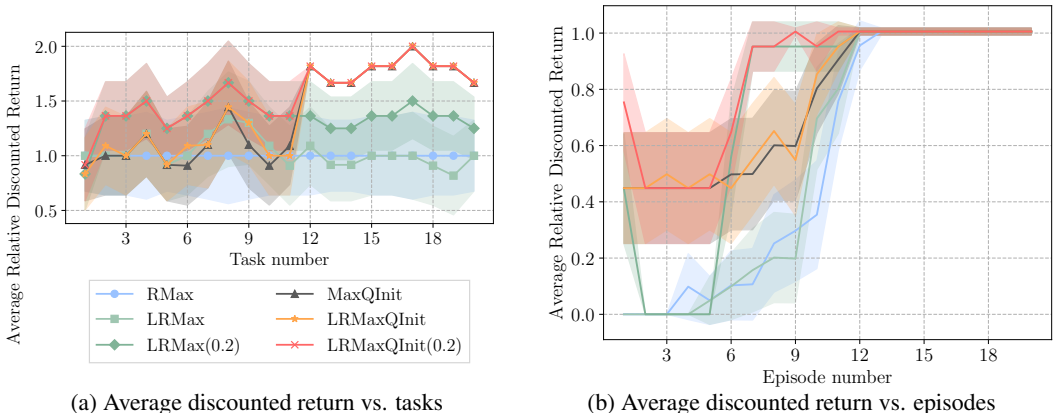 Average Relative Discounted Return
2.0
1.5
1.0
0.5
3 6 9 12 15 18
Task number
RMax MaxQInit
LRMax LRMaxQInit
LRMax(0.2) LRMaxQInit(0.2)
(a) Average discounted return vs. tasks
Average Relative Discounted Return
1.0
0.8
0.6
0.4
0.2
0.0
3 6 9 12 15 18
Episode number
(b) Average discounted return vs. episodes